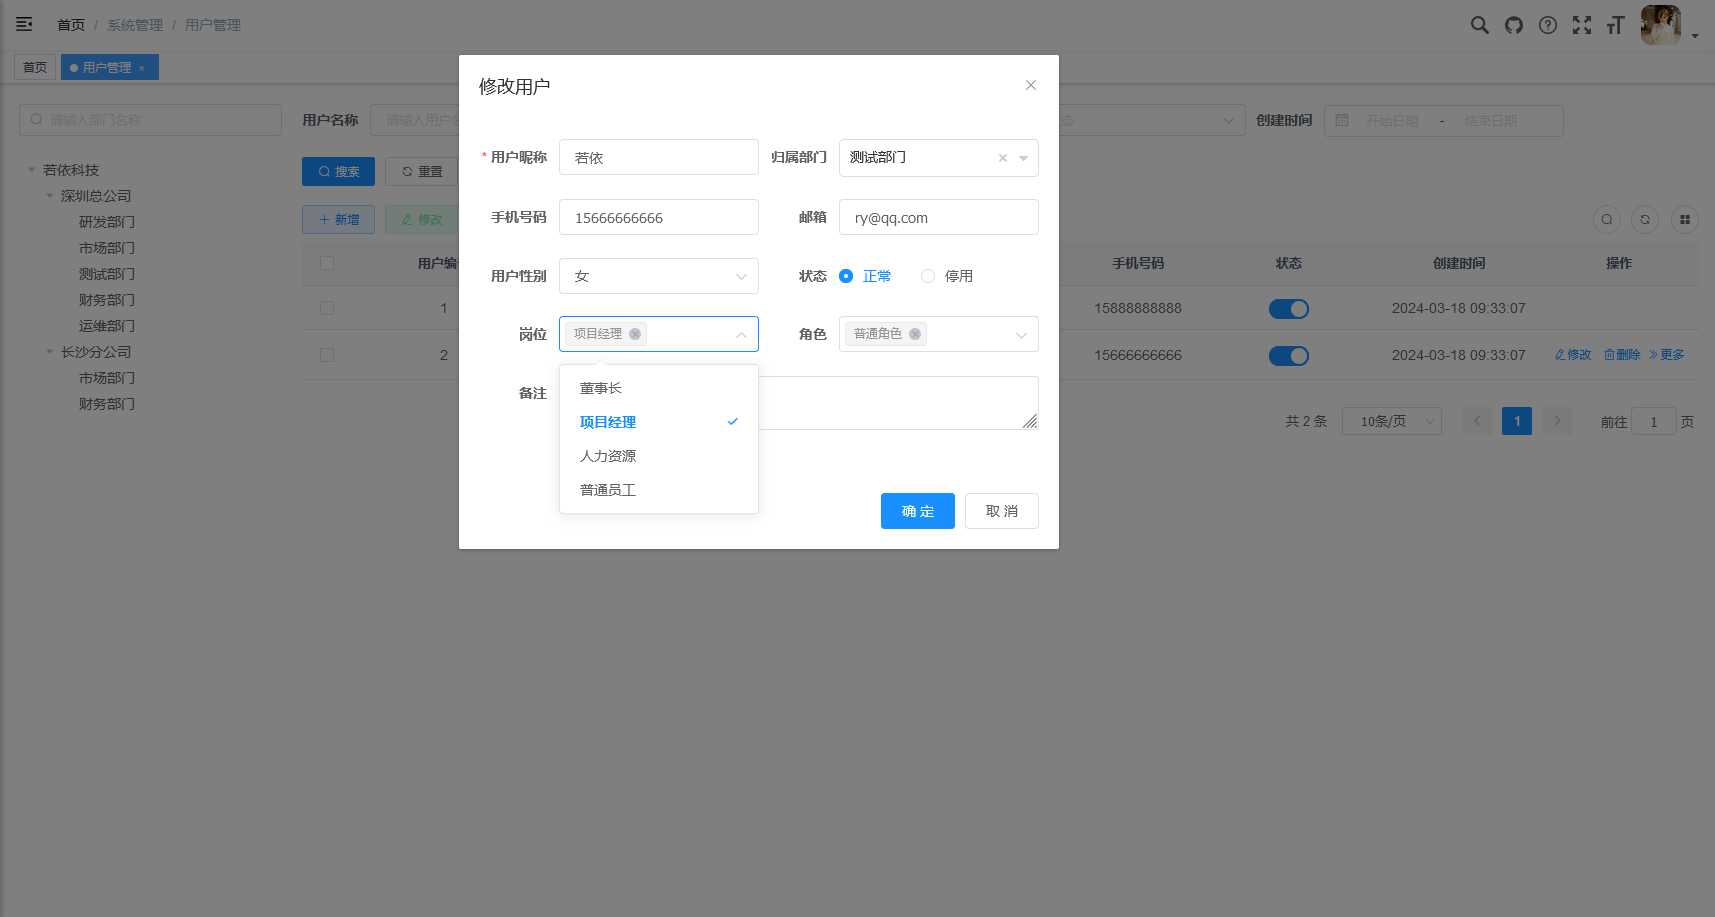 首页 / 系统管理 / 用户管理
首页
用户管理 ×
请输入部门名称
用户名称
请输入用户名
态
创建时间
开始日期 - 结束日期
若依科技
深圳总公司
研发部门
市场部门
测试部门
财务部门
运维部门
长沙分公司
市场部门
财务部门
搜索
重置
新增
修改
用户编
手机号码
状态
创建时间
操作
1
15888888888
2024-03-18 09:33:07
2
15666666666
2024-03-18 09:33:07
修改
删除
更多
共 2 条
10条/页
1
前往 1 页
修改用户
* 用户昵称
若依
归属部门
测试部门
手机号码
15666666666
邮箱
ry@qq.com
用户性别
女
状态
正常
停用
岗位
项目经理
角色
普通角色
备注
董事长
项目经理
人力资源
普通员工
确 定
取 消